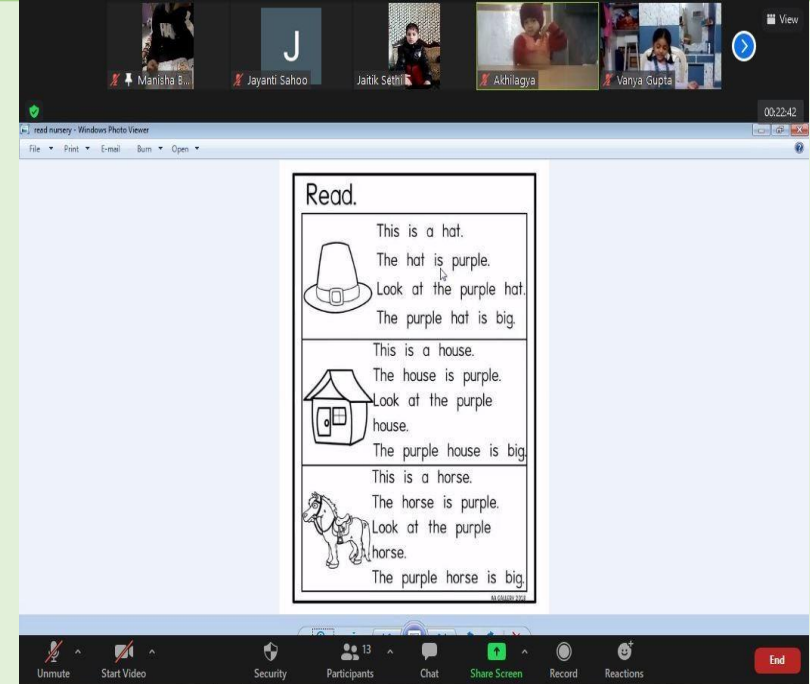 View
Manisha B...
J
Jayanti Sahoo
Jaitik Sethi
Akhilagya
Vanya Gupta
00:22:42
read nursery - Windows Photo Viewer
File Print E-mail Burn Open
Read.
This is a hat.
The hat is purple.
Look at the purple hat.
The purple hat is big.
This is a house.
The house is purple.
Look at the purple
house.
The purple house is big.
This is a horse.
The horse is purple.
Look at the purple
horse.
The purple horse is big.
13
Unmute Start Video Security Participants Chat Share Screen Record Reactions End